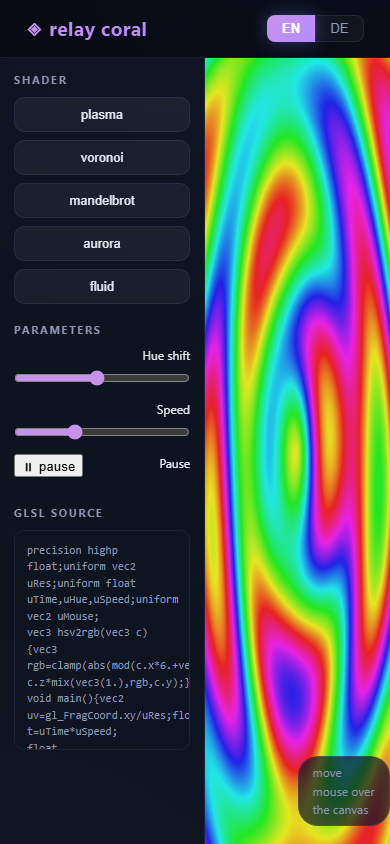 ◈ relay coral
EN DE
SHADER
plasma
voronoi
mandelbrot
aurora
fluid
PARAMETERS
Hue shift
Speed
⏸ pause Pause
GLSL SOURCE
precision highp
float;uniform vec2
uRes;uniform float
uTime,uHue,uSpeed;uniform
vec2 uMouse;
vec3 hsv2rgb(vec3 c)
{vec3
rgb=clamp(abs(mod(c.x*6.+ve
c.z*mix(vec3(1.),rgb,c.y);}
void main(){vec2
uv=gl_FragCoord.xy/uRes;flo
t=uTime*uSpeed;
float
move
mouse over
the canvas